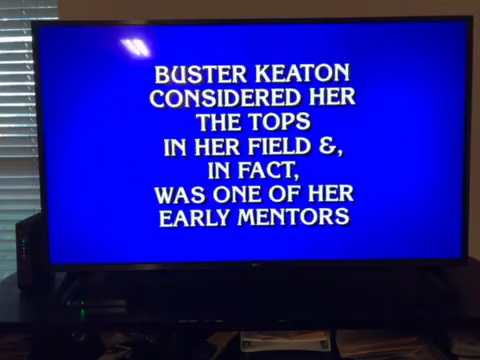 BUSTER KEATON
CONSIDERED HER
THE TOPS
IN HER FIELD &,
IN FACT,
WAS ONE OF HER
EARLY MENTORS